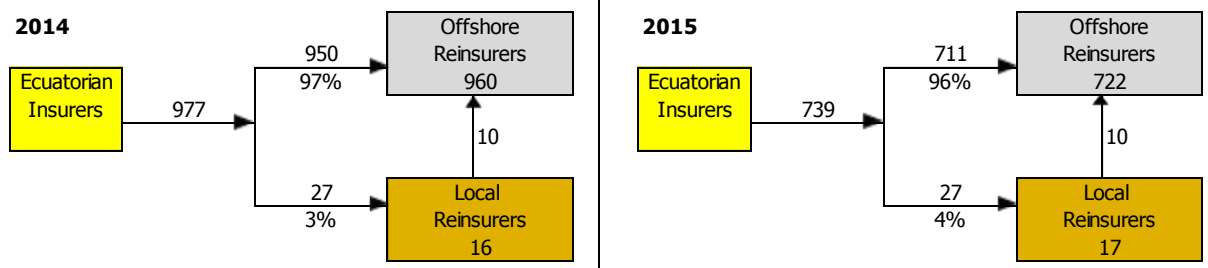 2014
Ecuatorian
Insurers
977
950
97%
Offshore
Reinsurers
960
10
27
3%
Local
Reinsurers
16
2015
Ecuatorian
Insurers
739
711
96%
Offshore
Reinsurers
722
10
27
4%
Local
Reinsurers
17